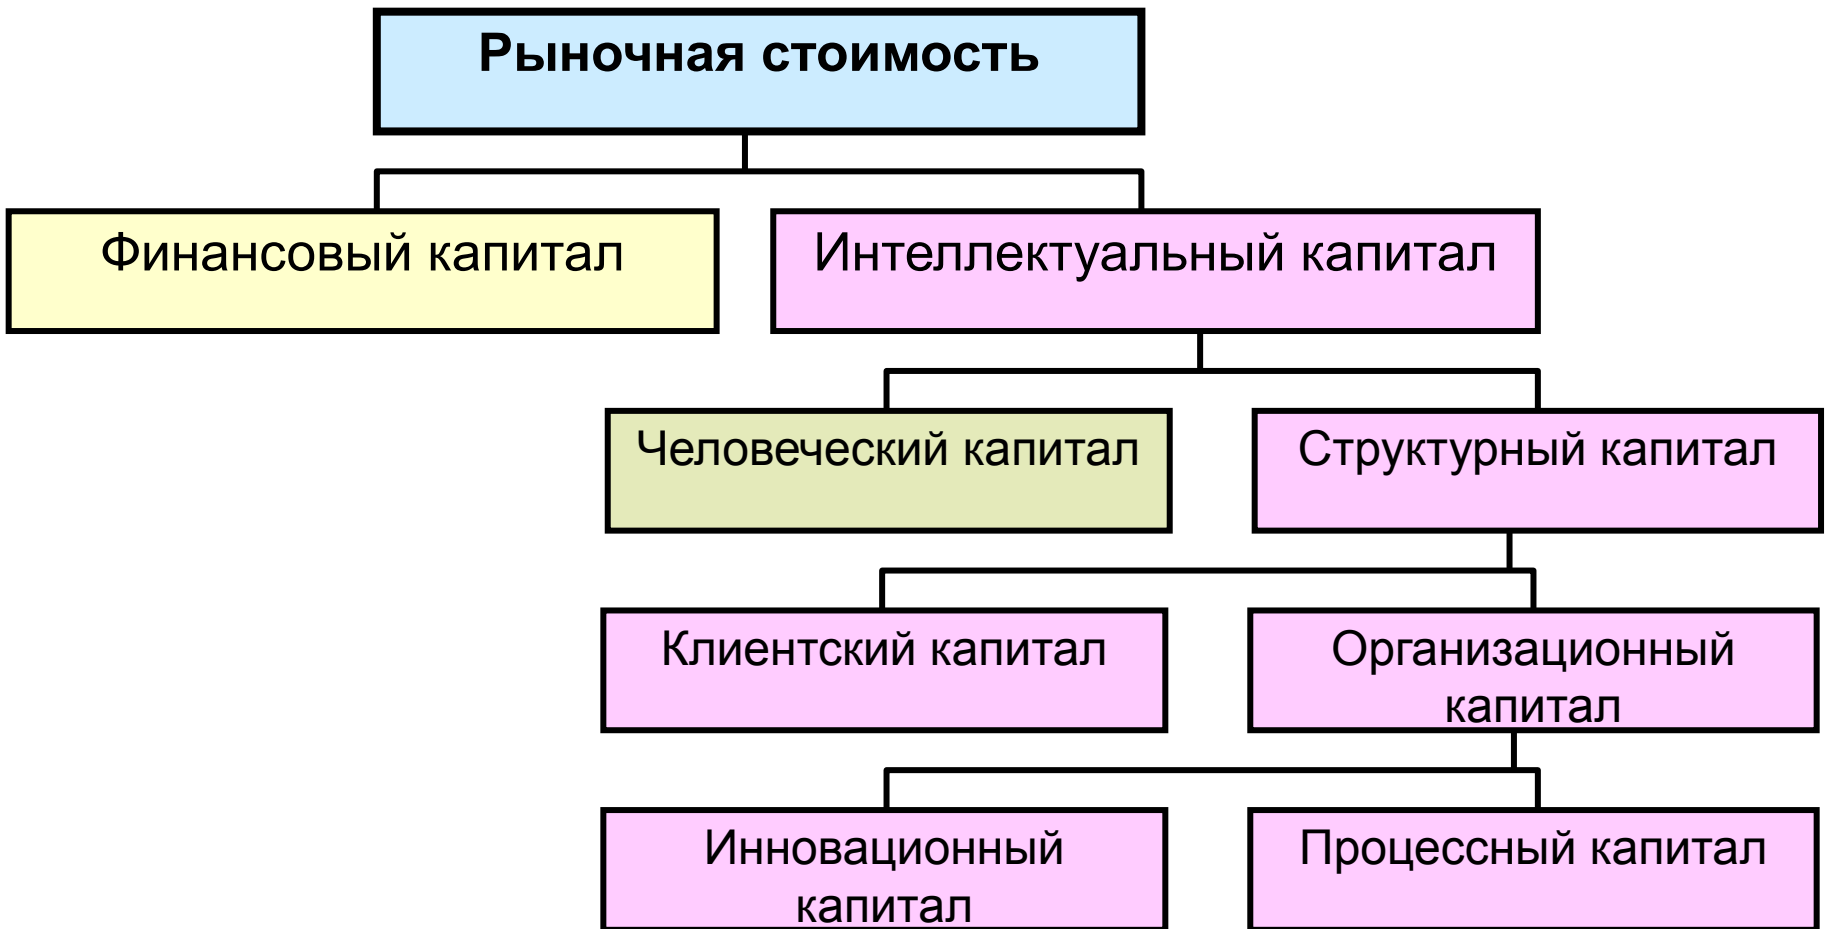 Рыночная стоимость
Финансовый капитал
Интеллектуальный капитал
Человеческий капитал
Структурный капитал
Клиентский капитал
Организационный
капитал
Инновационный
капитал
Процессный капитал